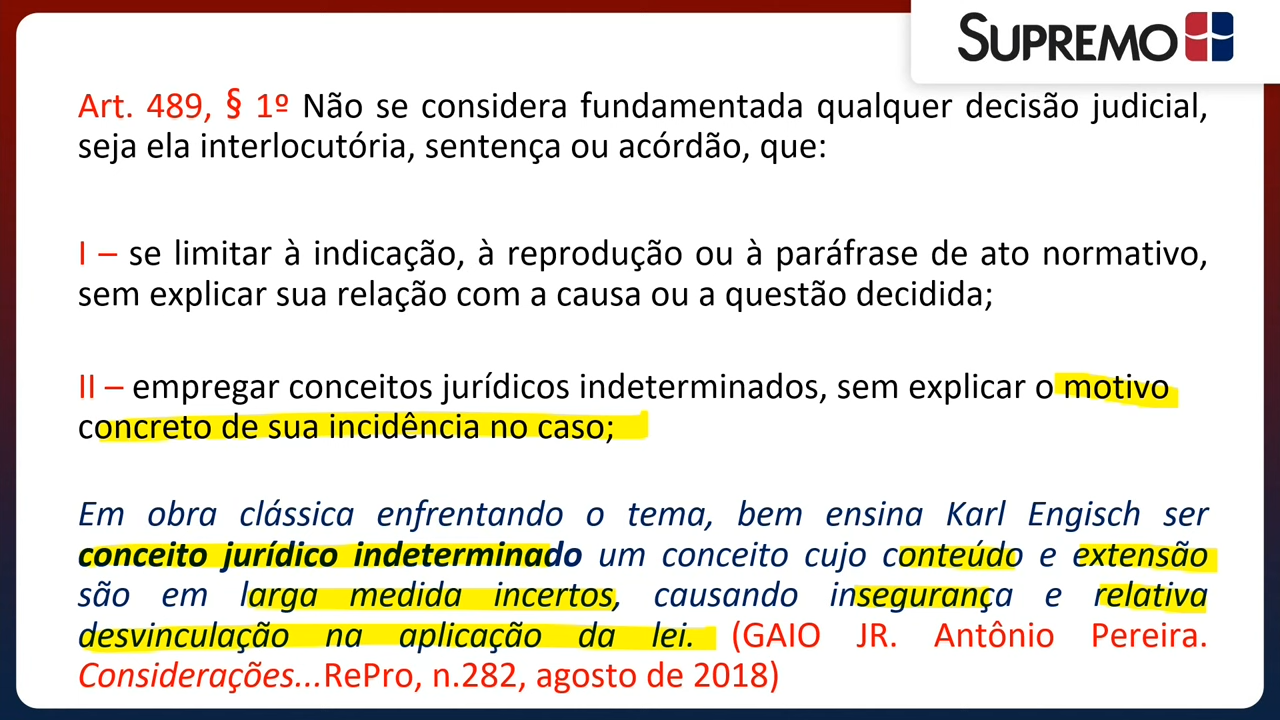 SUPREMO
Art. 489, § 1º Não se considera fundamentada qualquer decisão judicial,
seja ela interlocutória, sentença ou acórdão, que:
I – se limitar à indicação, à reprodução ou à paráfrase de ato normativo,
sem explicar sua relação com a causa ou a questão decidida;
II – empregar conceitos jurídicos indeterminados, sem explicar o motivo
concreto de sua incidência no caso;
Em obra clássica enfrentando o tema, bem ensina Karl Engisch ser
conceito jurídico indeterminado um conceito cujo conteúdo e extensão
são em larga medida incertos, causando insegurança e relativa
desvinculação na aplicação da lei. (GAIO JR. Antônio Pereira.
Considerações...RePro, n.282, agosto de 2018)